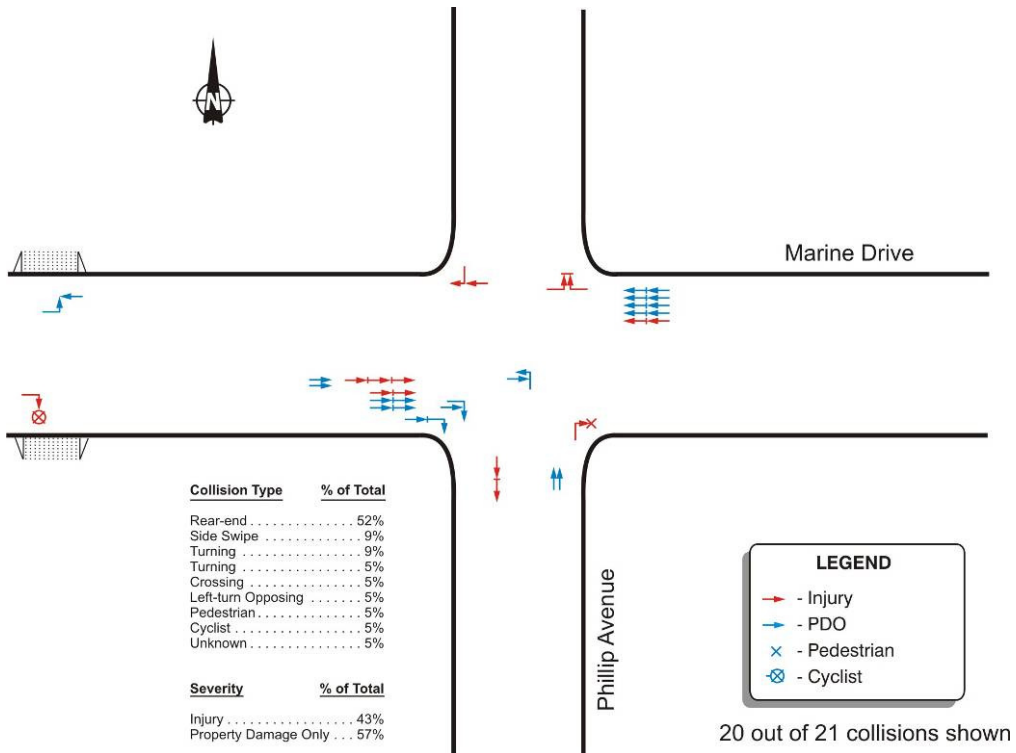 N
Marine Drive
Collision Type % of Total
Rear-end . . . . . . . . . . . . . . 52%
Side Swipe . . . . . . . . . . . . . 9%
Turning . . . . . . . . . . . . . . . . 9%
Turning . . . . . . . . . . . . . . . . 5%
Crossing . . . . . . . . . . . . . . . 5%
Left-turn Opposing . . . . . . . 5%
Pedestrian . . . . . . . . . . . . . . 5%
Cyclist . . . . . . . . . . . . . . . . . 5%
Unknown . . . . . . . . . . . . . . . 5%
Severity % of Total
Injury . . . . . . . . . . . . . . . . . 43%
Property Damage Only . . . 57%
Phillip Avenue
LEGEND
- Injury
- PDO
- Pedestrian
- Cyclist
20 out of 21 collisions shown